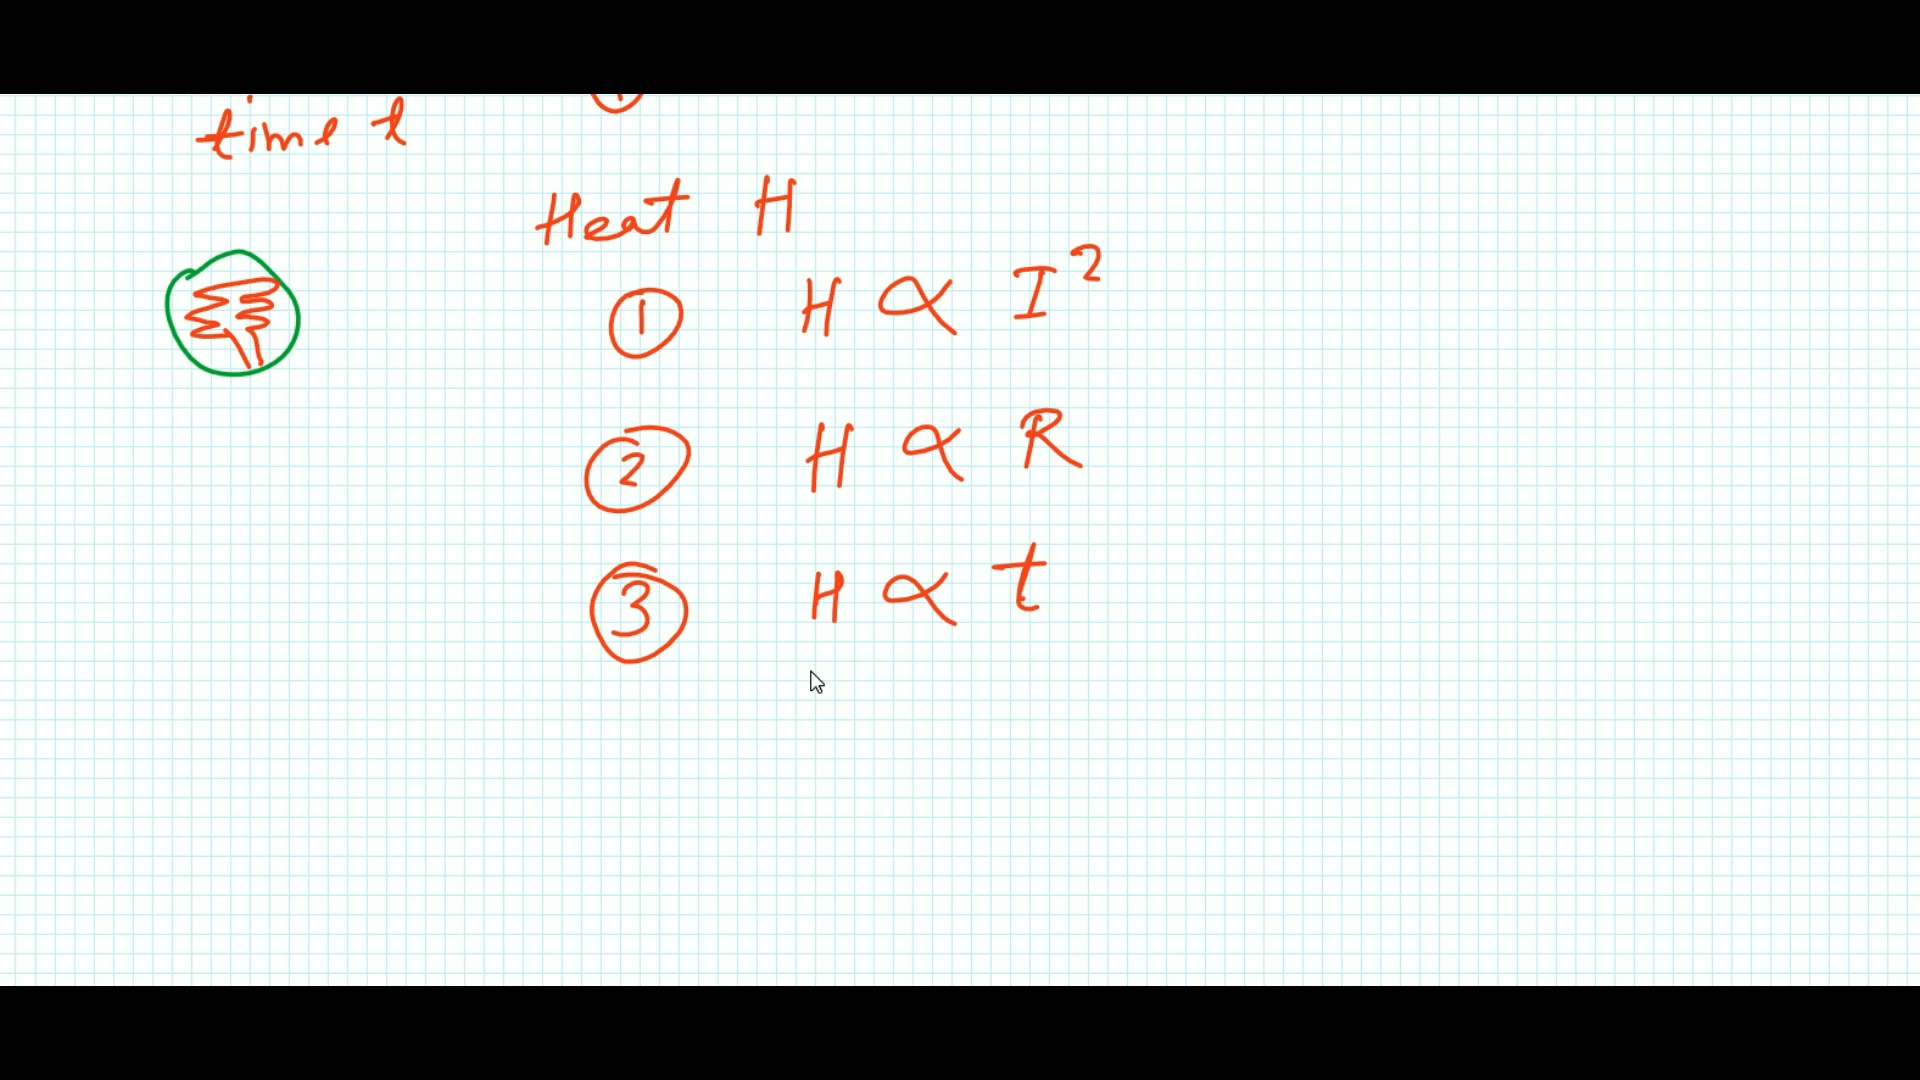 time t
Heat H
① H ∝ I²
② H ∝ R
③ H ∝ t